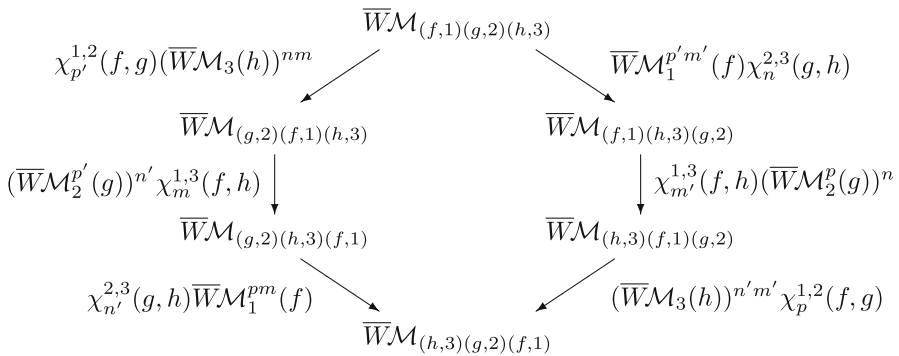 $\overline{W}\mathcal{M}_{(f,1)(g,2)(h,3)}$
$\chi_{p'}^{1,2}(f,g)(\overline{W}\mathcal{M}_3(h))^{nm}$ $\overline{W}\mathcal{M}_1^{p'm'}(f)\chi_n^{2,3}(g,h)$
$\overline{W}\mathcal{M}_{(g,2)(f,1)(h,3)}$ $\overline{W}\mathcal{M}_{(f,1)(h,3)(g,2)}$
$(\overline{W}\mathcal{M}_2^{p'}(g))^{n'}\chi_m^{1,3}(f,h)$ $\chi_{m'}^{1,3}(f,h)(\overline{W}\mathcal{M}_2^p(g))^n$
$\overline{W}\mathcal{M}_{(g,2)(h,3)(f,1)}$ $\overline{W}\mathcal{M}_{(h,3)(f,1)(g,2)}$
$\chi_{n'}^{2,3}(g,h)\overline{W}\mathcal{M}_1^{pm}(f)$ $(\overline{W}\mathcal{M}_3(h))^{n'm'}\chi_p^{1,2}(f,g)$
$\overline{W}\mathcal{M}_{(h,3)(g,2)(f,1)}$